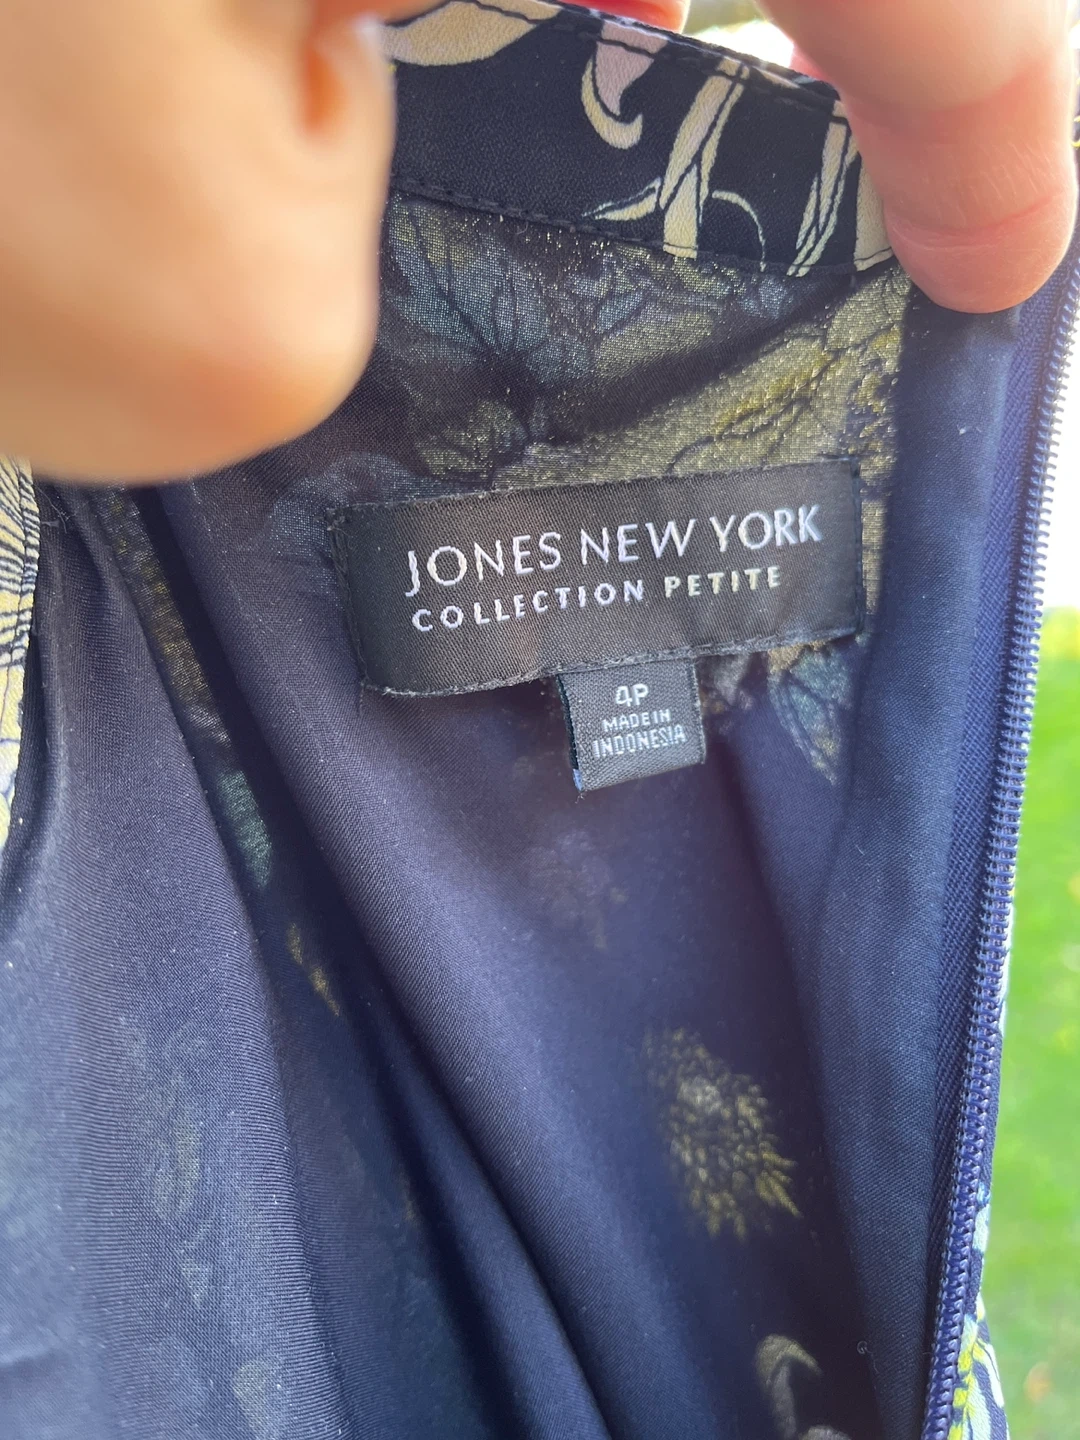 JONES NEW YORK
COLLECTION PETITE
4P
MADE IN
INDONESIA